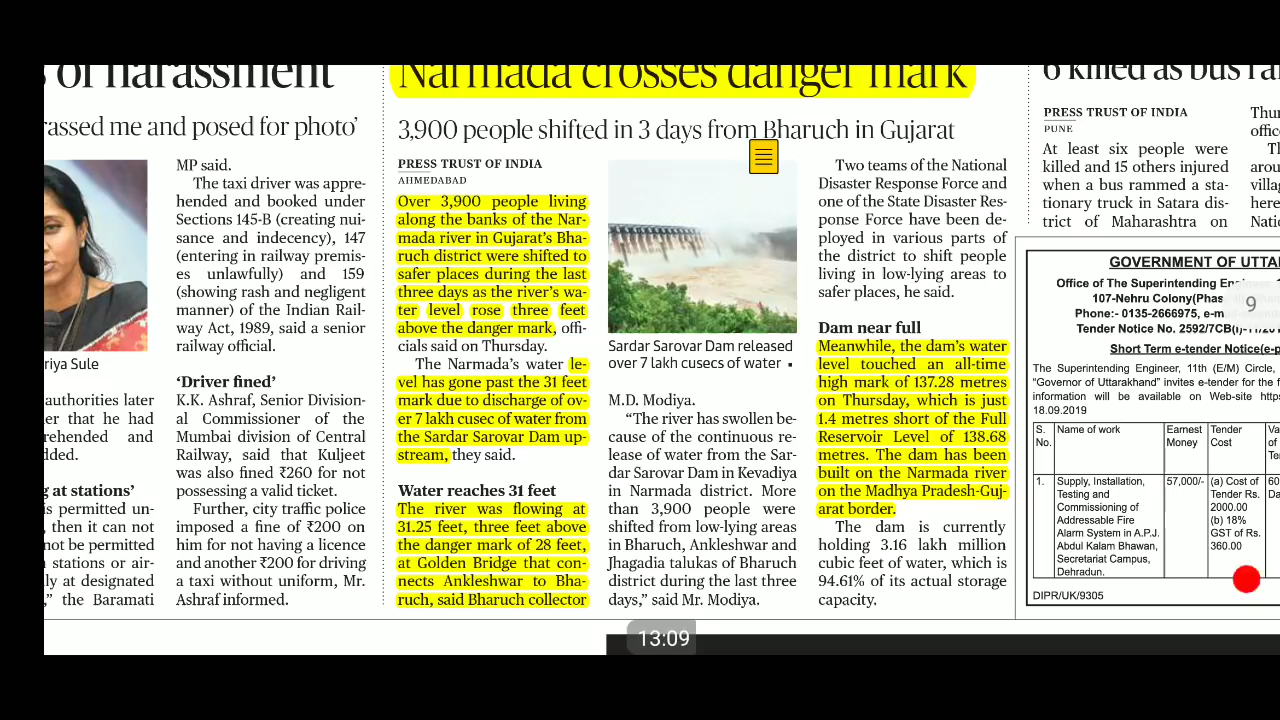 s of harassment
rassed me and posed for photo’
riya Sule
authorities later
er that he had
rehended and
dded.
g at stations’
is permitted un-
, then it can not
not be permitted
stations or air-
ly at designated
,” the Baramati
MP said.
The taxi driver was appre-
hended and booked under
Sections 145-B (creating nui-
sance and indecency), 147
(entering in railway premis-
es unlawfully) and 159
(showing rash and negligent
manner) of the Indian Rail-
way Act, 1989, said a senior
railway official.
‘Driver fined’
K.K. Ashraf, Senior Division-
al Commissioner of the
Mumbai division of Central
Railway, said that Kuljeet
was also fined ₹260 for not
possessing a valid ticket.
Further, city traffic police
imposed a fine of ₹200 on
him for not having a licence
and another ₹200 for driving
a taxi without uniform, Mr.
Ashraf informed.
Narmada crosses danger mark
3,900 people shifted in 3 days from Bharuch in Gujarat
PRESS TRUST OF INDIA
AHMEDABAD
Over 3,900 people living
along the banks of the Nar-
mada river in Gujarat’s Bha-
ruch district were shifted to
safer places during the last
three days as the river’s wa-
ter level rose three feet
above the danger mark, offi-
cials said on Thursday.
The Narmada’s water le-
vel has gone past the 31 feet
mark due to discharge of ov-
er 7 lakh cusec of water from
the Sardar Sarovar Dam up-
stream, they said.
Water reaches 31 feet
The river was flowing at
31.25 feet, three feet above
the danger mark of 28 feet,
at Golden Bridge that con-
nects Ankleshwar to Bha-
ruch, said Bharuch collector
Sardar Sarovar Dam released
over 7 lakh cusecs of water
M.D. Modiya.
“The river has swollen be-
cause of the continuous re-
lease of water from the Sar-
dar Sarovar Dam in Kevadiya
in Narmada district. More
than 3,900 people were
shifted from low-lying areas
in Bharuch, Ankleshwar and
Jhagadia talukas of Bharuch
district during the last three
days,” said Mr. Modiya.
Two teams of the National
Disaster Response Force and
one of the State Disaster Res-
ponse Force have been de-
ployed in various parts of
the district to shift people
living in low-lying areas to
safer places, he said.
Dam near full
Meanwhile, the dam’s water
level touched an all-time
high mark of 137.28 metres
on Thursday, which is just
1.4 metres short of the Full
Reservoir Level of 138.68
metres. The dam has been
built on the Narmada river
on the Madhya Pradesh-Guj-
arat border.
The dam is currently
holding 3.16 lakh million
cubic feet of water, which is
94.61% of its actual storage
capacity.
6 killed as bus ra
PRESS TRUST OF INDIA
PUNE
At least six people were
killed and 15 others injured
when a bus rammed a sta-
tionary truck in Satara dis-
trict of Maharashtra on
Thur
offic
Th
arou
villag
here
Nati
GOVERNMENT OF UTTA
Office of The Superintending
107-Nehru Colony(Phas
Phone:- 0135-2666975, e-m
Tender Notice No. 2592/7CB
Short Term e-tender Notice(e-p
The Superintending Engineer, 11th (E/M) Circle,
“Governor of Uttarakhand” invites e-tender for the f
information will be available on Web-site http
18.09.2019
S. No. Name of work Earnest Money Tender Cost Va of Te
1. Supply, Installation, 57,000/- (a) Cost of 60
Testing and Tender Rs. Da
Commissioning of 2000.00
Addressable Fire (b) 18%
Alarm System in A.P.J. GST of Rs.
Abdul Kalam Bhawan, 360.00
Secretariat Campus,
Dehradun.
DIPR/UK/9305
9
13:09